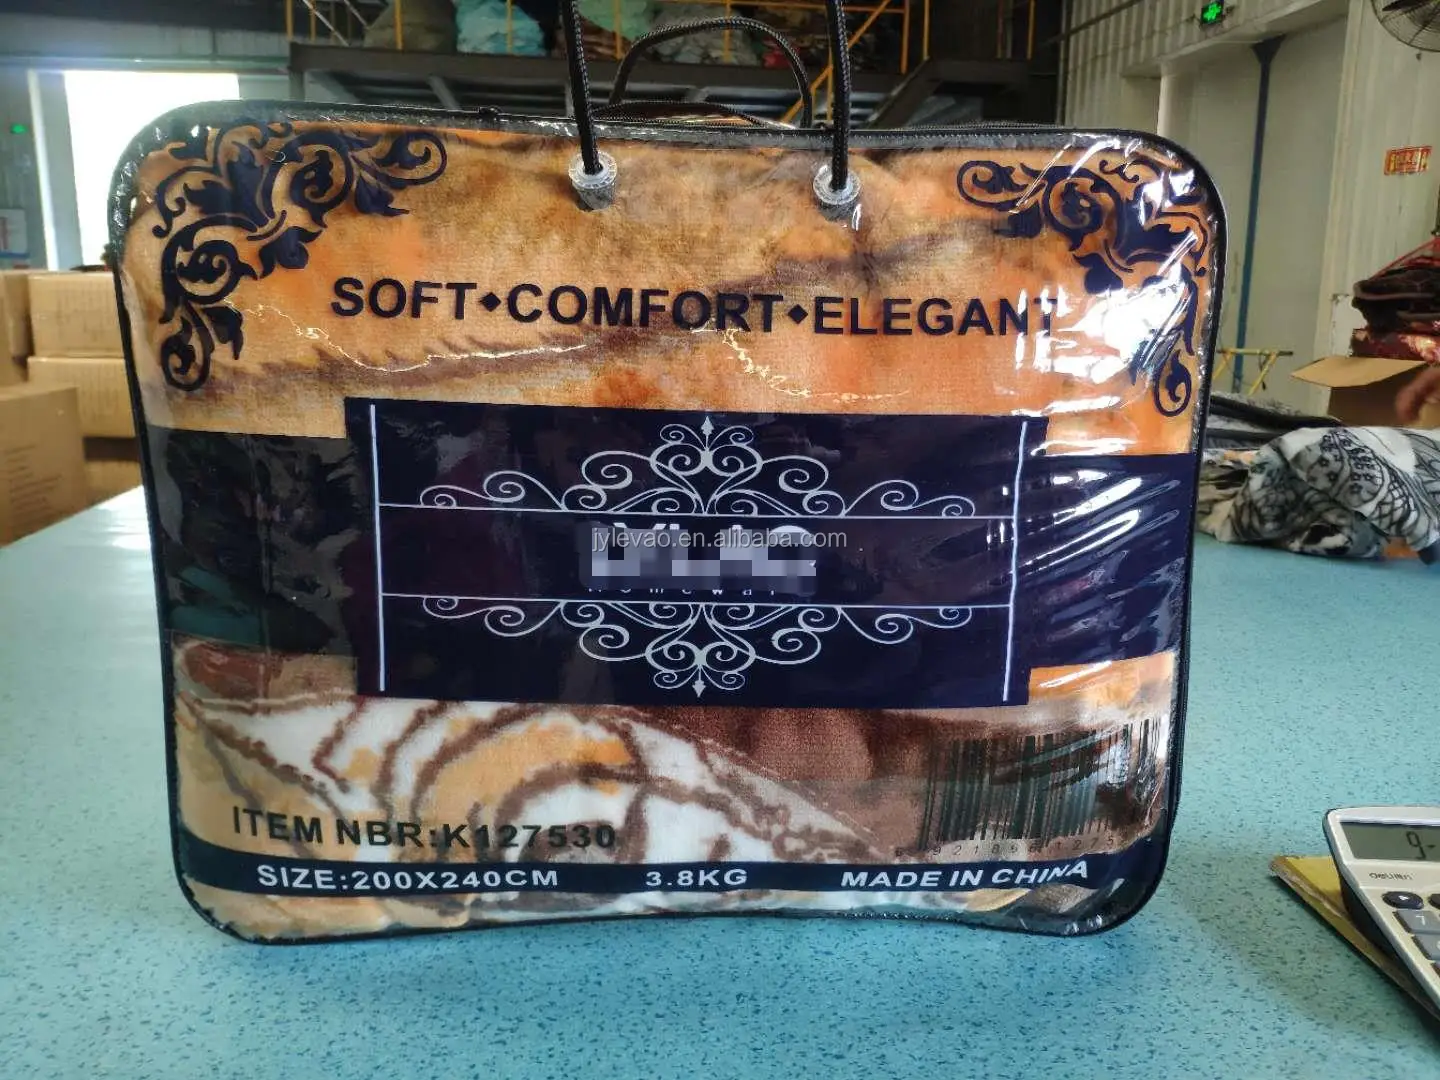 SOFT◆COMFORT◆ELEGANT
jylevao.en.alibaba.com
ITEM NBR:K127530
SIZE:200X240CM 3.8KG MADE IN CHINA